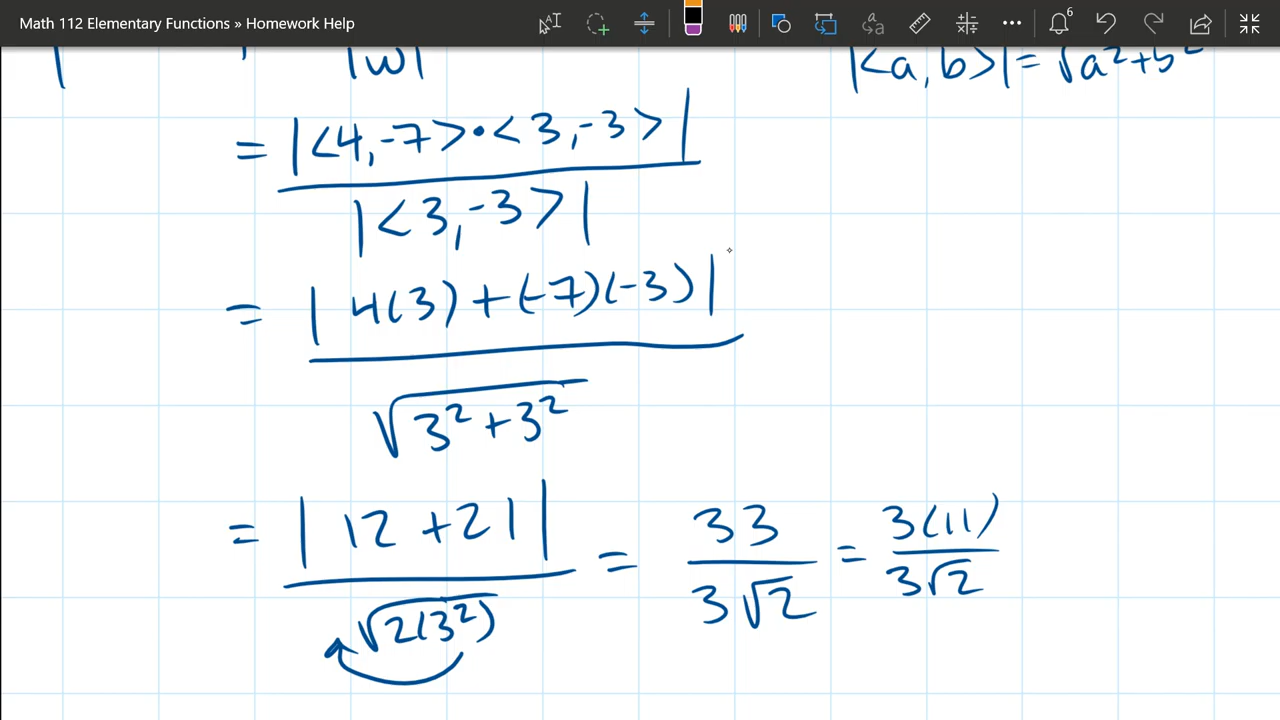 Math 112 Elementary Functions » Homework Help
6
|w|
|<a,b>|=√a²+b²
= |<4,-7>•<3,-3>|
|<3,-3>|
= |4(3)+(-7)(-3)|
√3²+3²
= |12+21| = 33 = 3(11)
√2(3²) 3√2 3√2